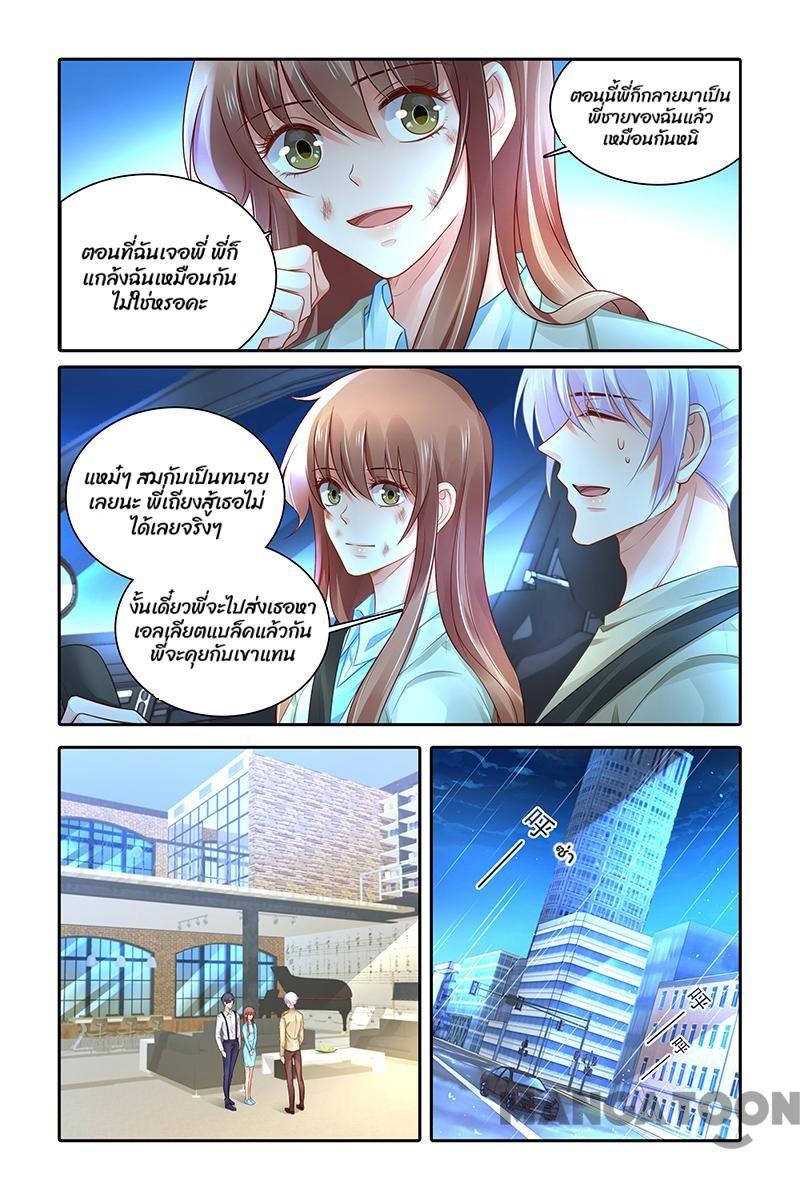 ตอนนี้พี่ก็กลายมาเป็น
พี่ชายของฉันแล้ว
เหมือนกันหนิ
ตอนที่ฉันเจอพี่ พี่ก็
แกล้งฉันเหมือนกัน
ไม่ใช่หรอคะ
แหม๋ๆ สมกับเป็นทนาย
เลยนะ พี่เถียงสู้เธอไม่
ได้เลยจริงๆ
งั้นเดี๋ยวพี่จะไปส่งเธอหา
เอลเลียตแบล็คแล้วกัน
พี่จะคุยกับเขาแทน
呼
ซ่า
呼
呼
呼
MANGATOON